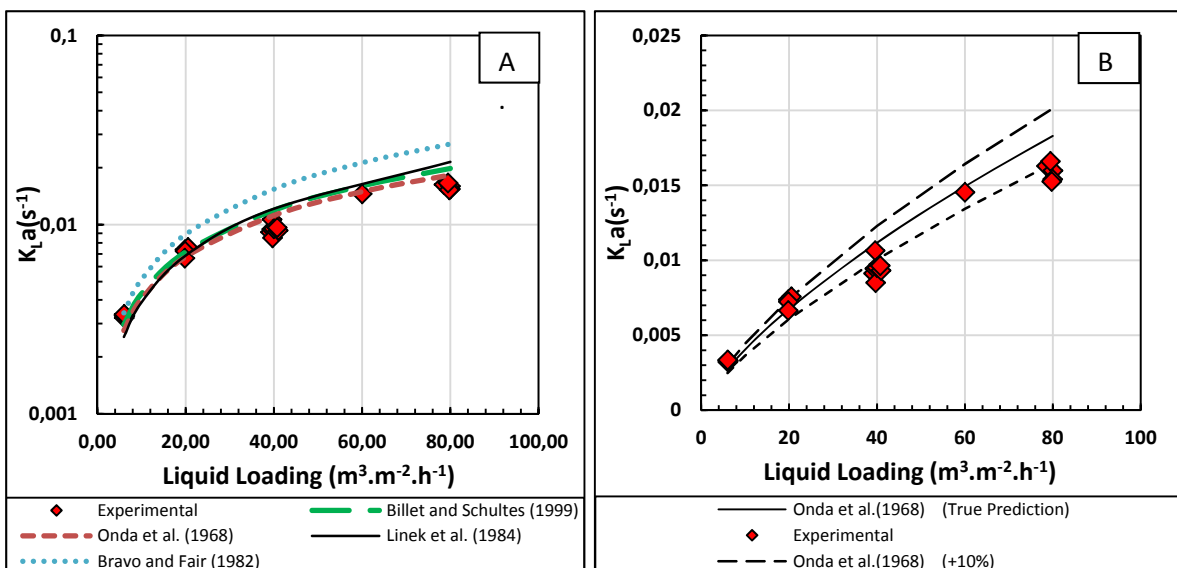 A
0,1
0,01
0,001
K_La(s⁻¹)
0,00 20,00 40,00 60,00 80,00 100,00
Liquid Loading (m³.m⁻².h⁻¹)
Experimental
Billet and Schultes (1999)
Onda et al. (1968)
Linek et al. (1984)
Bravo and Fair (1982)
B
0,025
0,02
0,015
0,01
0,005
0
K_La(s⁻¹)
0 20 40 60 80 100
Liquid Loading (m³.m⁻².h⁻¹)
Onda et al.(1968) (True Prediction)
Experimental
Onda et al.(1968) (+10%)